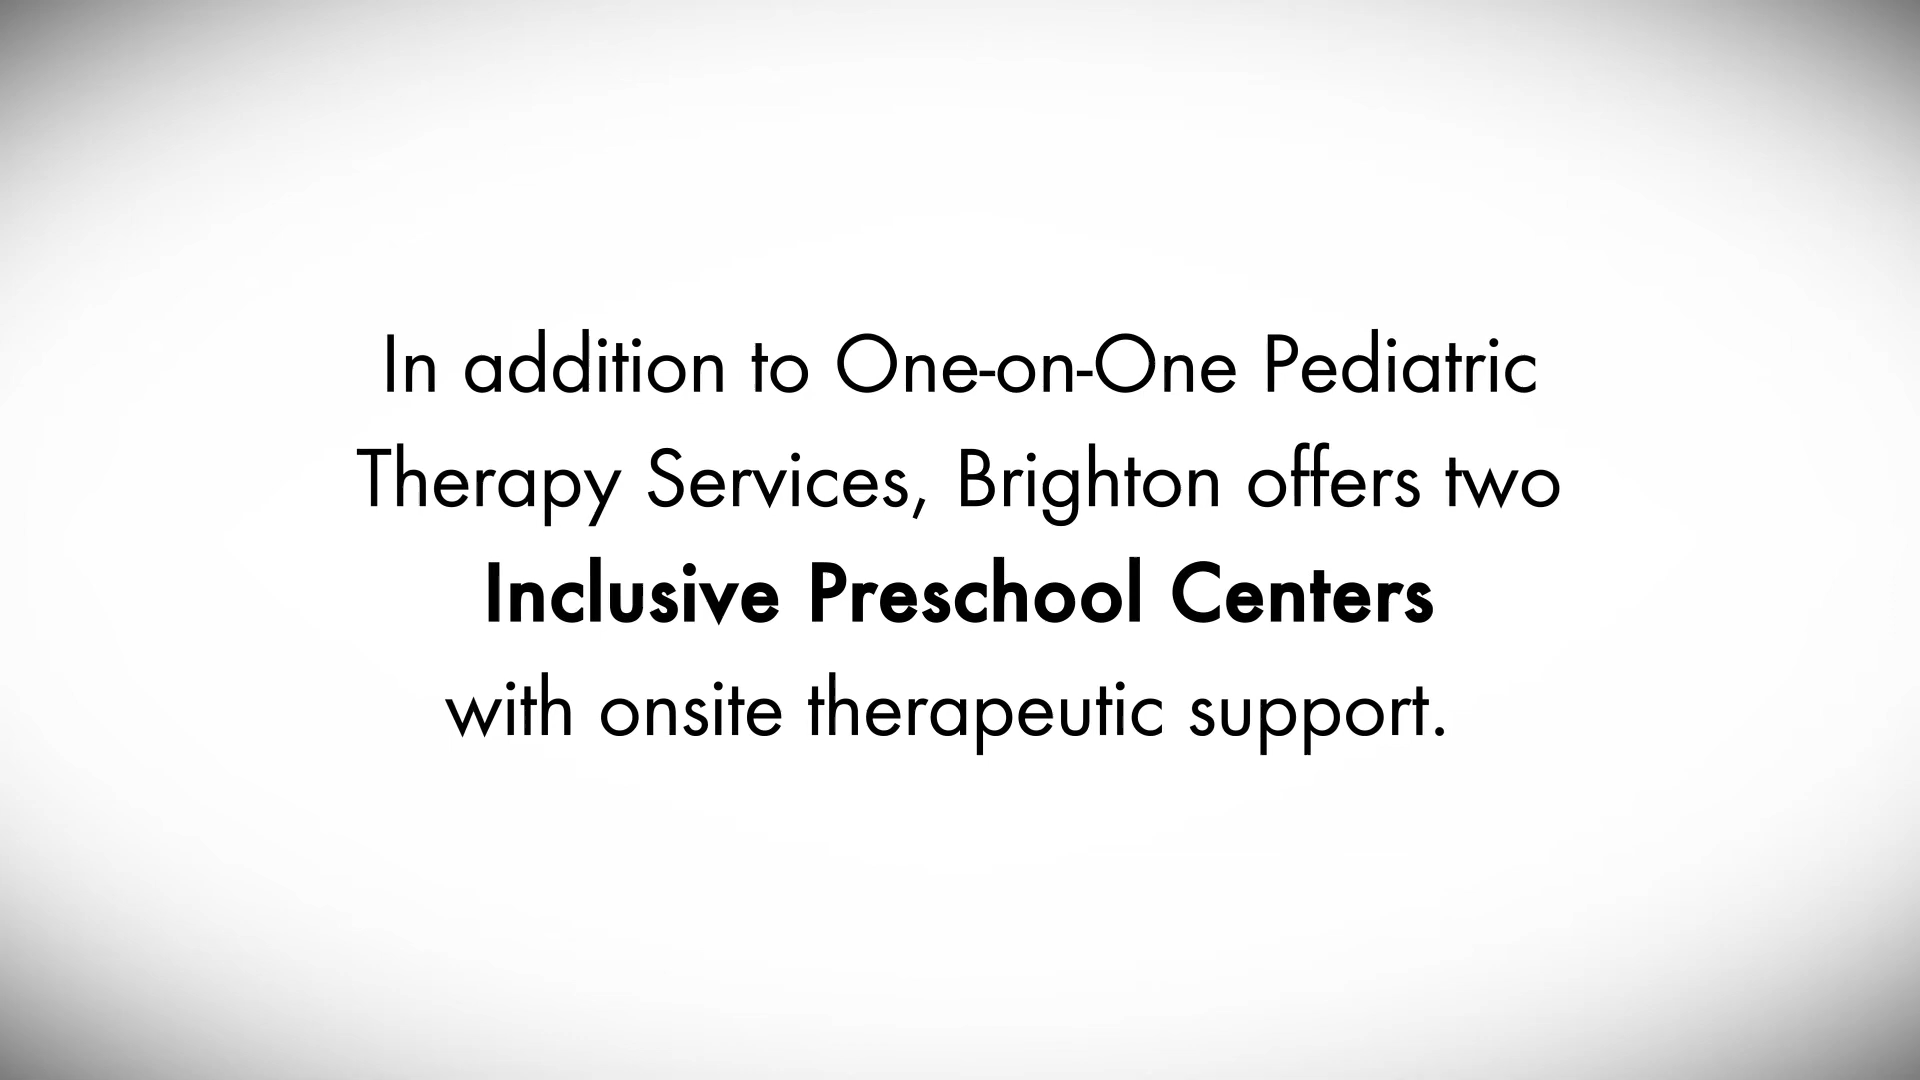 In addition to One-on-One Pediatric
Therapy Services, Brighton offers two
Inclusive Preschool Centers
with onsite therapeutic support.